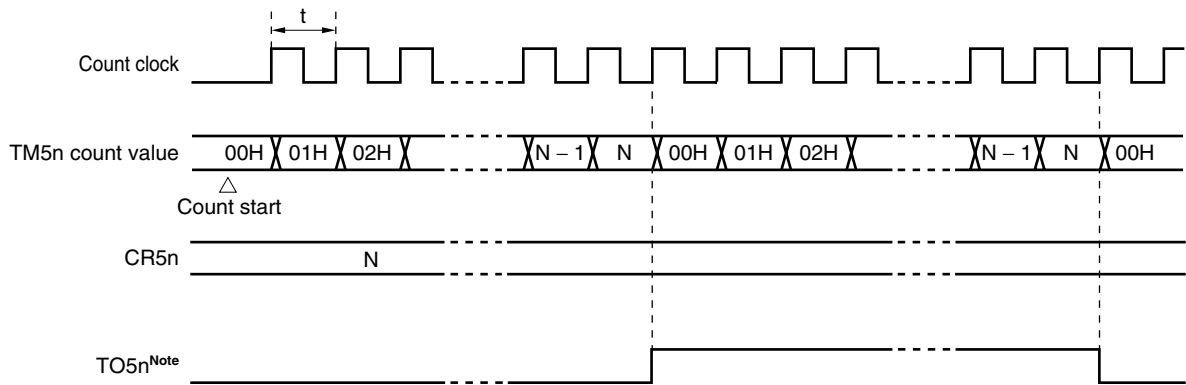 t
Count clock
TM5n count value 00H 01H 02H N − 1 N 00H 01H 02H N − 1 N 00H
Count start
CR5n N
TO5nNote